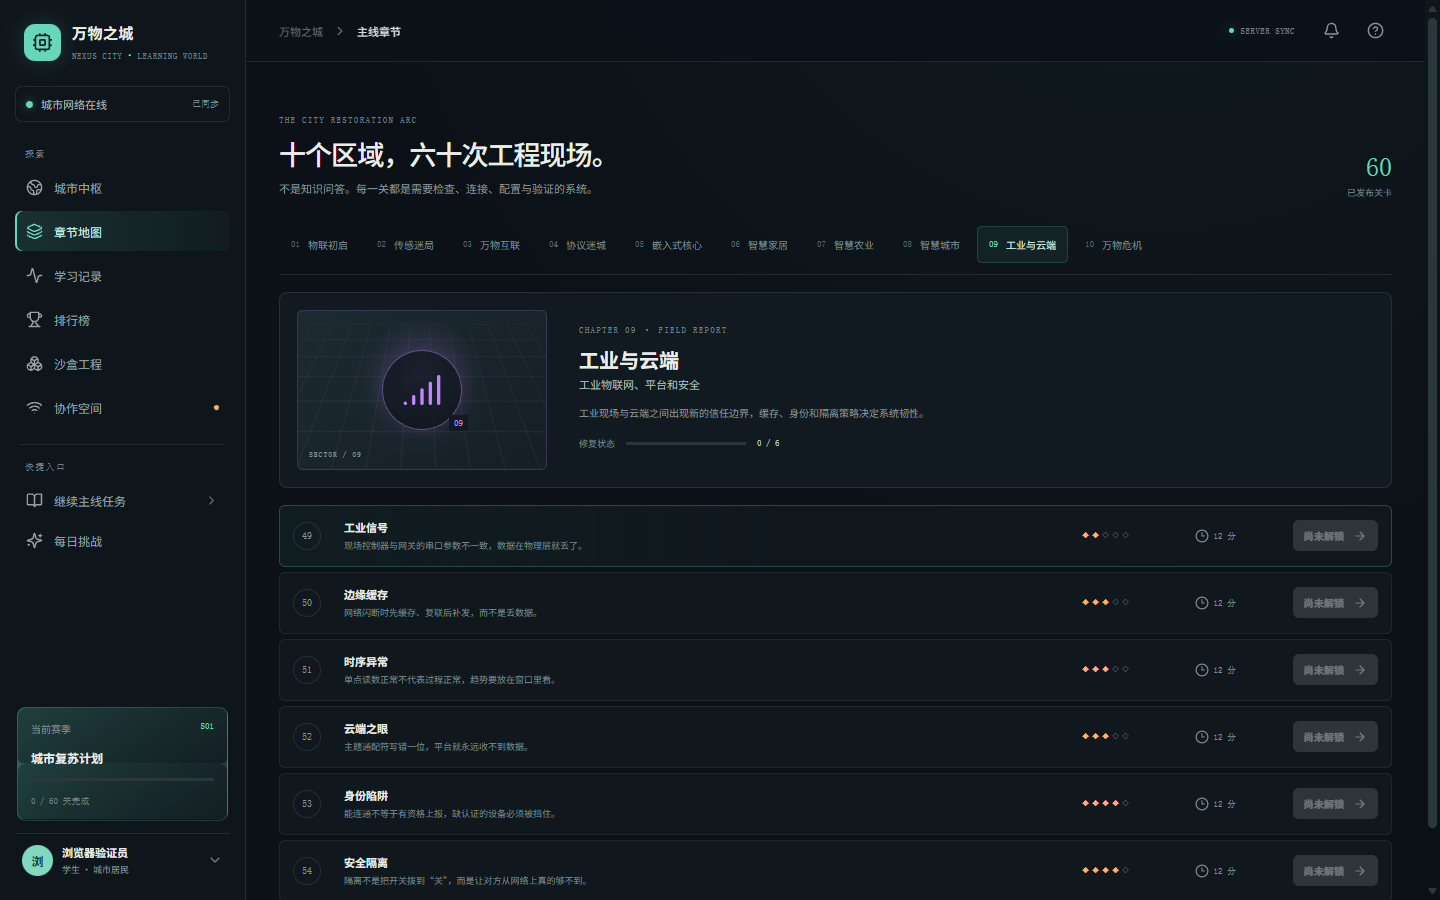 万物之城
NEXUS CITY • LEARNING WORLD
城市网络在线 已同步
探索
城市中枢
章节地图
学习记录
排行榜
沙盒工程
协作空间
快捷入口
继续主线任务
每日挑战
当前赛季 S01
城市复苏计划
0 / 60 关完成
浏 浏览器验证员
学生 · 城市居民
万物之城 > 主线章节
SERVER SYNC
THE CITY RESTORATION ARC
十个区域，六十次工程现场。
不是知识问答。每一关都是需要检查、连接、配置与验证的系统。
60
已发布关卡
01 物联初启 02 传感迷局 03 万物互联 04 协议迷城 05 嵌入式核心 06 智慧家居 07 智慧农业 08 智慧城市 09 工业与云端 10 万物危机
09
SECTOR / 09
CHAPTER 09 • FIELD REPORT
工业与云端
工业物联网、平台和安全
工业现场与云端之间出现新的信任边界，缓存、身份和隔离策略决定系统韧性。
修复状态 0 / 6
49 工业信号 12 分 尚未解锁
现场控制器与网关的串口参数不一致，数据在物理层就丢了。
50 边缘缓存 12 分 尚未解锁
网络闪断时先缓存、复联后补发，而不是丢数据。
51 时序异常 12 分 尚未解锁
单点读数正常不代表过程正常，趋势要放在窗口里看。
52 云端之眼 12 分 尚未解锁
主题通配符写错一位，平台就永远收不到数据。
53 身份陷阱 12 分 尚未解锁
能连通不等于有资格上报，缺认证的设备必须被挡住。
54 安全隔离 12 分 尚未解锁
隔离不是把开关拨到“关”，而是让对方从网络上真的够不到。